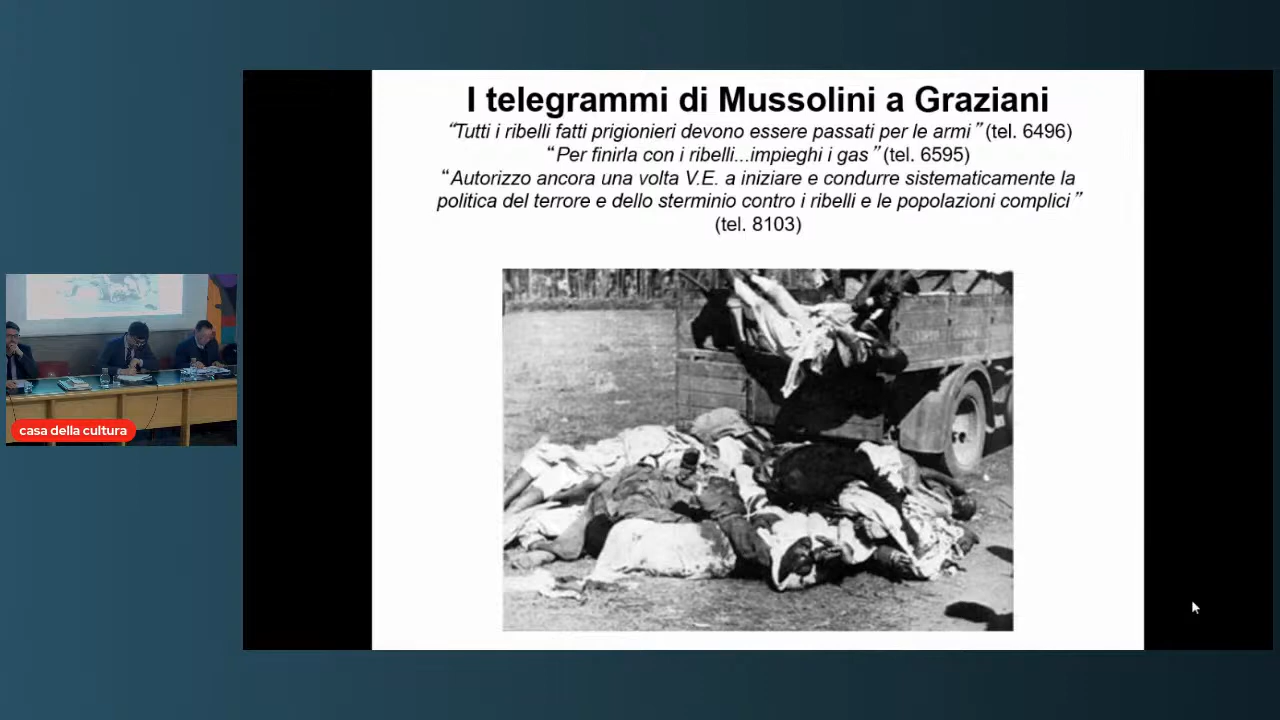 I telegrammi di Mussolini a Graziani
“Tutti i ribelli fatti prigionieri devono essere passati per le armi” (tel. 6496)
“Per finirla con i ribelli...impieghi i gas” (tel. 6595)
“Autorizzo ancora una volta V.E. a iniziare e condurre sistematicamente la
politica del terrore e dello sterminio contro i ribelli e le popolazioni complici”
(tel. 8103)
casa della cultura